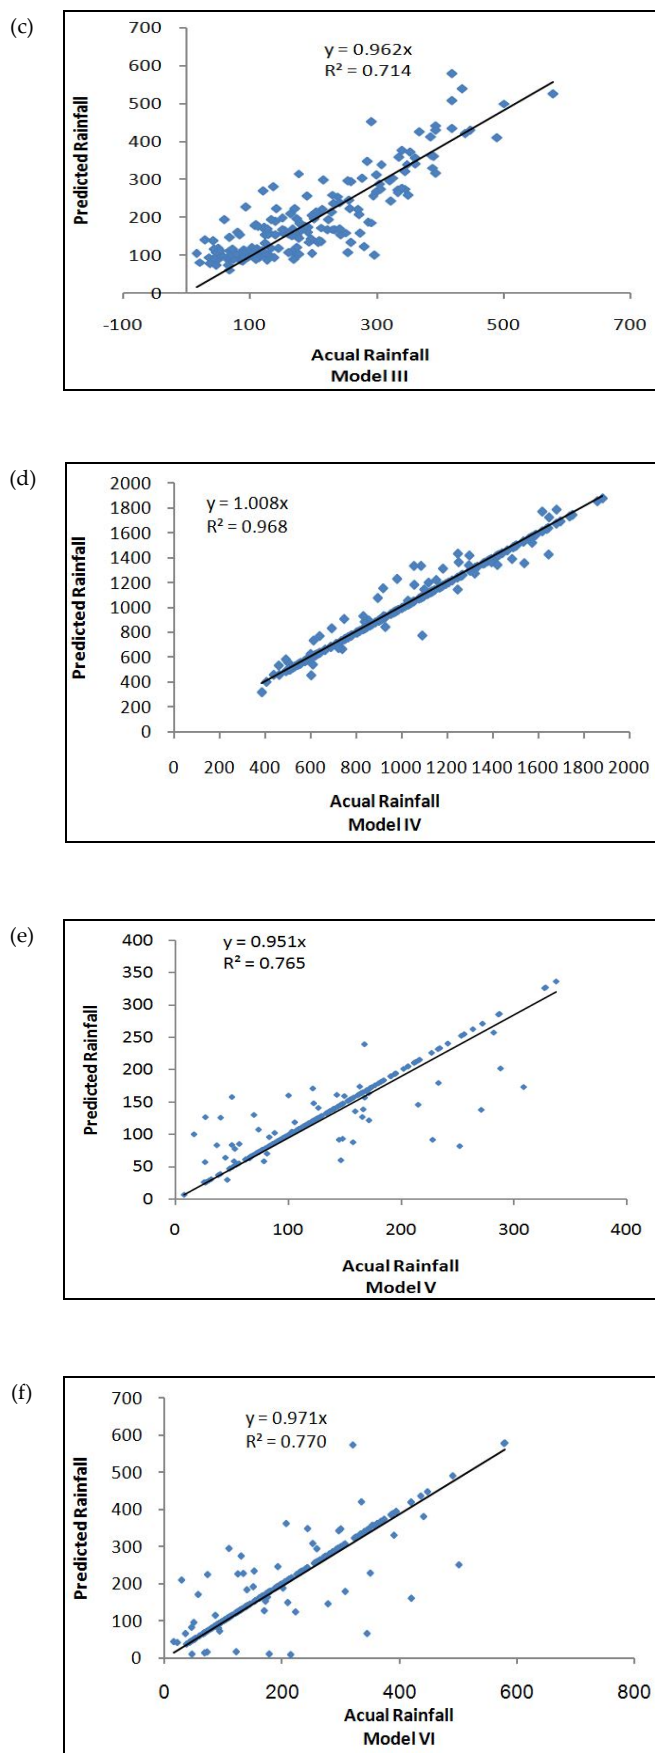 (c)
700
600
500
400
300
200
100
0
y = 0.962x
R² = 0.714
Predicted Rainfall
-100 100 300 500 700
Acual Rainfall
Model III
(d)
2000
1800
1600
1400
1200
1000
800
600
400
200
0
y = 1.008x
R² = 0.968
Predicted Rainfall
0 200 400 600 800 1000 1200 1400 1600 1800 2000
Acual Rainfall
Model IV
(e)
400
350
300
250
200
150
100
50
0
y = 0.951x
R² = 0.765
Predicted Rainfall
0 100 200 300 400
Acual Rainfall
Model V
(f)
700
600
500
400
300
200
100
0
y = 0.971x
R² = 0.770
Predicted Rainfall
0 200 400 600 800
Acual Rainfall
Model VI